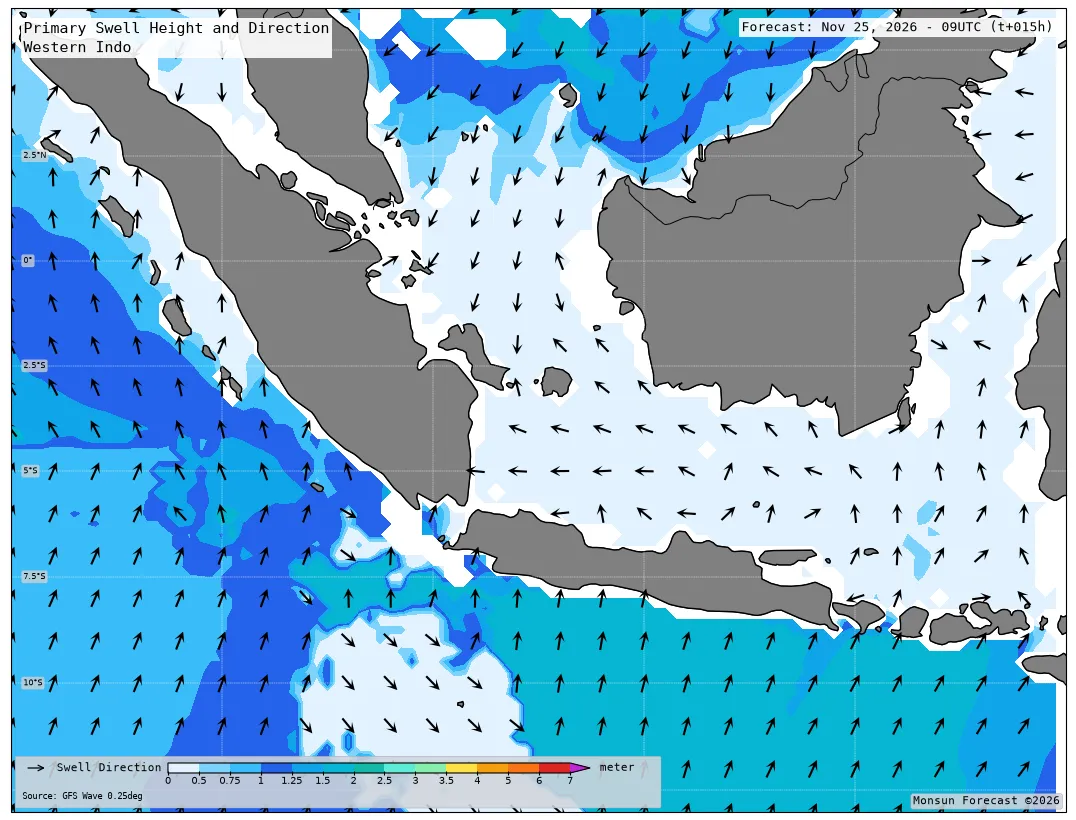 Primary Swell Height and Direction
Western Indo
Forecast: Nov 25, 2026 - 09UTC (t+015h)
2.5°N
0°
2.5°S
5°S
7.5°S
10°S
Swell Direction
0 0.5 0.75 1 1.25 1.5 2 2.5 3 3.5 4 5 6 7
meter
Source: GFS Wave 0.25deg
Monsun Forecast ©2026